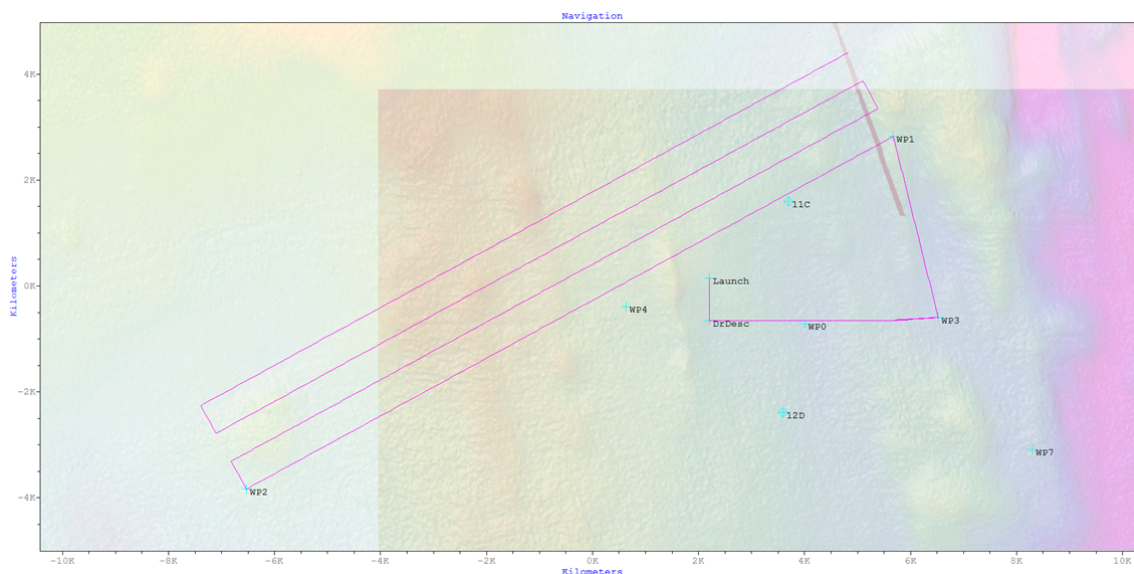 Navigation
4K
WP1
2K
11C
Launch
Kilometers
0K
WP4
WP3
DrDesc
WP0
-2K
12D
WP7
-4K
WP2
-10K -8K -6K -4K -2K 0K 2K 4K 6K 8K 10K
Kilometers